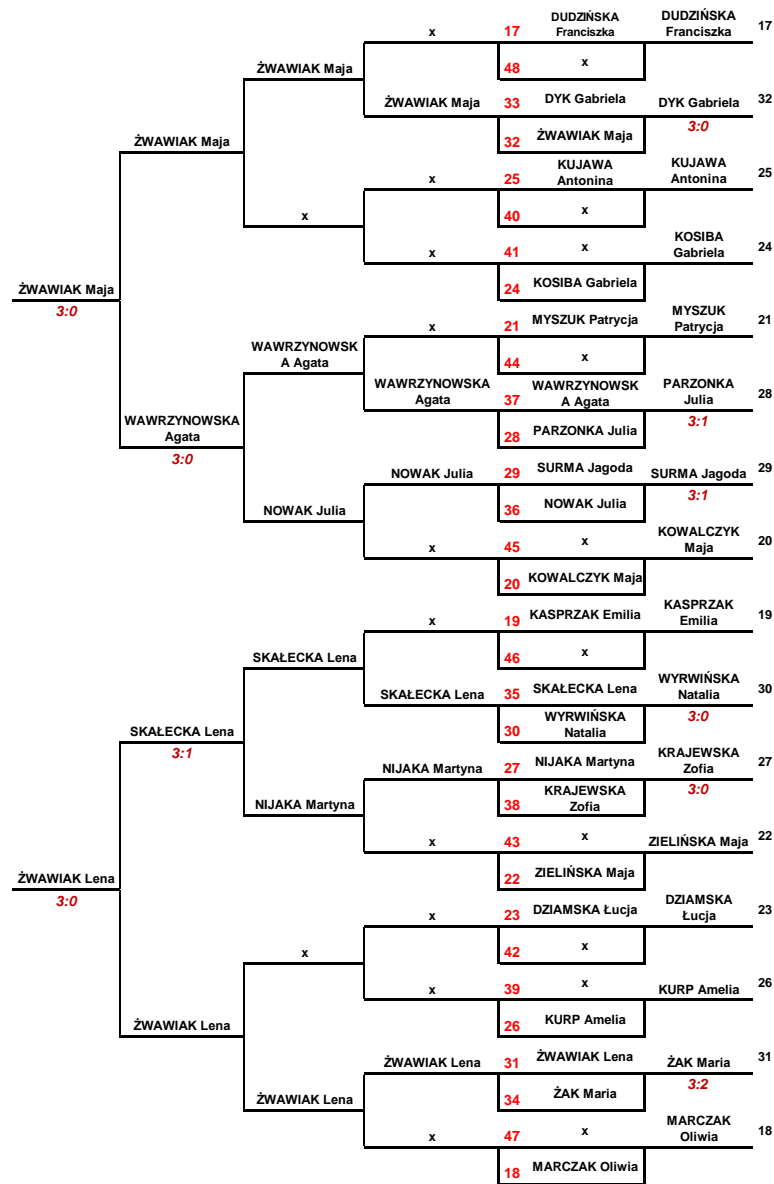 x 17 DUDZIŃSKA Franciszka DUDZIŃSKA Franciszka 17
48 x
ŻWAWIAK Maja
ŻWAWIAK Maja 33 DYK Gabriela DYK Gabriela 32
3:0
32 ŻWAWIAK Maja
ŻWAWIAK Maja
x 25 KUJAWA Antonina KUJAWA Antonina 25
40 x
x
x 41 x KOSIBA Gabriela 24
24 KOSIBA Gabriela
ŻWAWIAK Maja
3:0
x 21 MYSZUK Patrycja MYSZUK Patrycja 21
44 x
WAWRZYNOWSK
A Agata
WAWRZYNOWSKA Agata 37 WAWRZYNOWSK A Agata PARZONKA Julia 28
3:1
28 PARZONKA Julia
WAWRZYNOWSKA
Agata
3:0
NOWAK Julia 29 SURMA Jagoda SURMA Jagoda 29
3:1
36 NOWAK Julia
NOWAK Julia
x 45 x KOWALCZYK Maja 20
20 KOWALCZYK Maja
x 19 KASPRZAK Emilia KASPRZAK Emilia 19
46 x
SKAŁECKA Lena
SKAŁECKA Lena 35 SKAŁECKA Lena WYRWIŃSKA Natalia 30
3:0
30 WYRWIŃSKA Natalia
SKAŁECKA Lena
3:1
NIJAKA Martyna 27 NIJAKA Martyna KRAJEWSKA Zofia 27
3:0
38 KRAJEWSKA Zofia
NIJAKA Martyna
x 43 x ZIELIŃSKA Maja 22
22 ZIELIŃSKA Maja
ŻWAWIAK Lena
3:0
x 23 DZIAMSKA Łucja DZIAMSKA Łucja 23
42 x
x
x 39 x KURP Amelia 26
26 KURP Amelia
ŻWAWIAK Lena
ŻWAWIAK Lena 31 ŻWAWIAK Lena ŻAK Maria 31
3:2
34 ŻAK Maria
ŻWAWIAK Lena
x 47 x MARCZAK Oliwia 18
18 MARCZAK Oliwia